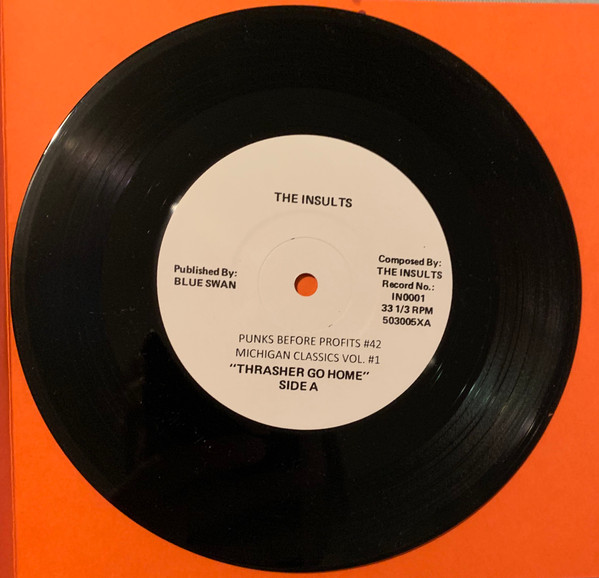 THE INSULTS
Published By:
BLUE SWAN
Composed By:
THE INSULTS
Record No.:
IN0001
33 1/3 RPM
503005XA
PUNKS BEFORE PROFITS #42
MICHIGAN CLASSICS VOL. #1
"THRASHER GO HOME"
SIDE A